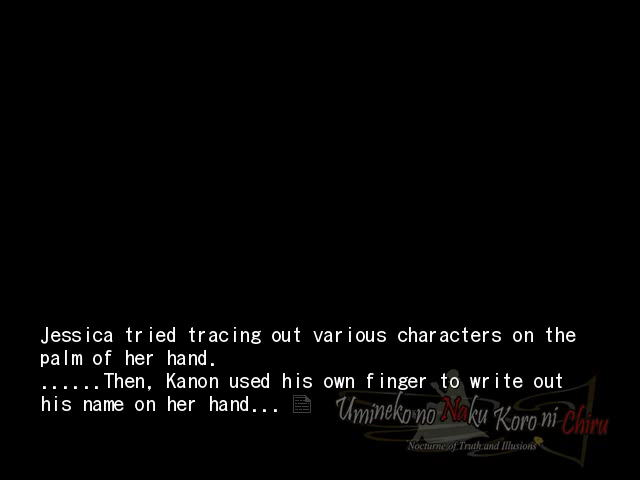 Jessica tried tracing out various characters on the
palm of her hand.
......Then, Kanon used his own finger to write out
his name on her hand...
Umineko no Naku Koro ni Chiru
Nocturne of Truth and Illusions